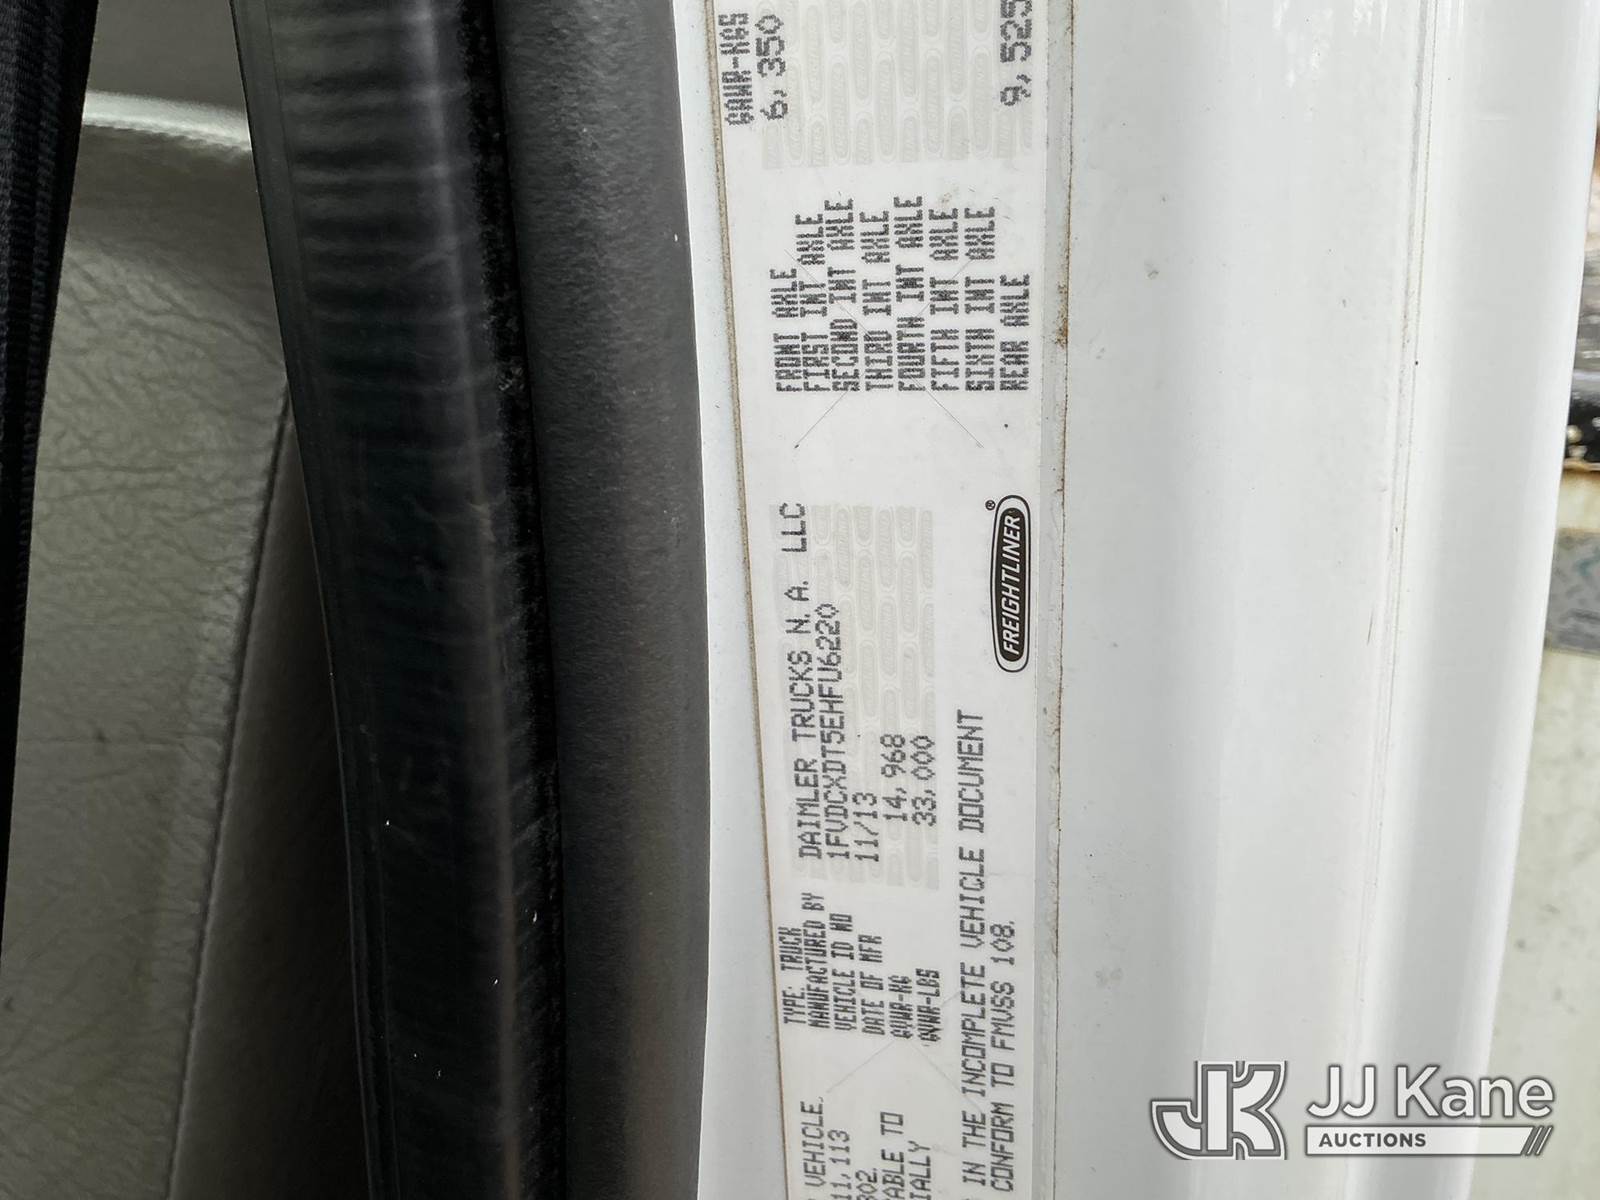 VEHICLE.
11,113
302.
ABLE TO
IALLY
IN THE INCOMPLETE VEHICLE DOCUMENT
CONFORM TO FMVSS 108.
TYPE: TRUCK
MANUFACTURED BY DAIMLER TRUCKS N.A. LLC
VEHICLE ID NO 1FVDCXDT5EHFU6220
DATE OF MFR 11/13
GVWR-KG 14,968
GVWR-LBS 33,000
FREIGHTLINER®
GAWR-KGS
FRONT AXLE 6,350
FIRST INT AXLE
SECOND INT AXLE
THIRD INT AXLE
FOURTH INT AXLE
FIFTH INT AXLE
SIXTH INT AXLE
REAR AXLE 9,525
JK JJ Kane
AUCTIONS